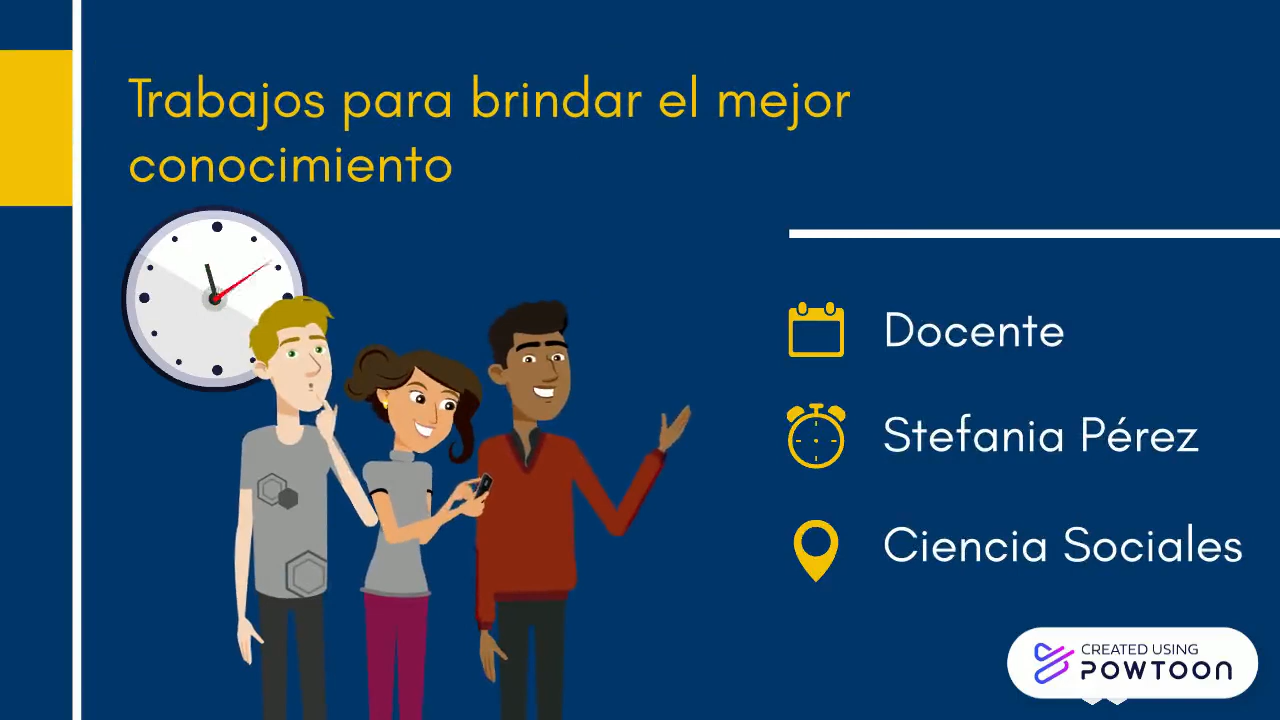 Trabajos para brindar el mejor
conocimiento
Docente
Stefania Pérez
Ciencia Sociales
CREATED USING
POWTOON